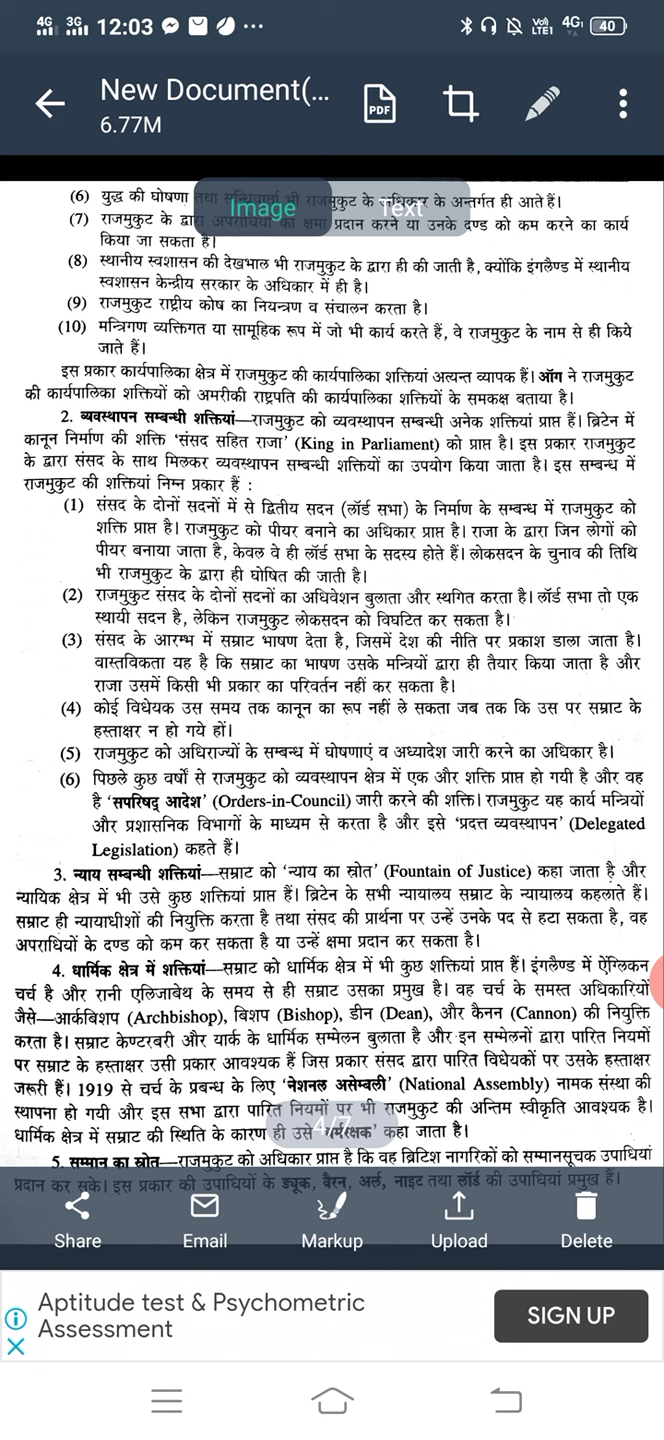 4G 3G 12:03 ... Vol) LTE1 4G 40
New Document(...
6.77M
PDF
(6) युद्ध की घोषणा तथा सन्धिवार्ता भी राजमुकुट के अधिकार के अन्तर्गत ही आते हैं।
Image Text
(7) राजमुकुट के द्वारा अपराधियों को क्षमा प्रदान करने या उनके दण्ड को कम करने का कार्य
किया जा सकता है।
(8) स्थानीय स्वशासन की देखभाल भी राजमुकुट के द्वारा ही की जाती है, क्योंकि इंगलैण्ड में स्थानीय
स्वशासन केन्द्रीय सरकार के अधिकार में ही है।
(9) राजमुकुट राष्ट्रीय कोष का नियन्त्रण व संचालन करता है।
(10) मन्त्रिगण व्यक्तिगत या सामूहिक रूप में जो भी कार्य करते हैं, वे राजमुकुट के नाम से ही किये
जाते हैं।
इस प्रकार कार्यपालिका क्षेत्र में राजमुकुट की कार्यपालिका शक्तियां अत्यन्त व्यापक हैं। ऑग ने राजमुकुट
की कार्यपालिका शक्तियों को अमरीकी राष्ट्रपति की कार्यपालिका शक्तियों के समकक्ष बताया है।
2. व्यवस्थापन सम्बन्धी शक्तियां—राजमुकुट को व्यवस्थापन सम्बन्धी अनेक शक्तियां प्राप्त हैं। ब्रिटेन में
कानून निर्माण की शक्ति 'संसद सहित राजा' (King in Parliament) को प्राप्त है। इस प्रकार राजमुकुट
के द्वारा संसद के साथ मिलकर व्यवस्थापन सम्बन्धी शक्तियों का उपयोग किया जाता है। इस सम्बन्ध में
राजमुकुट की शक्तियां निम्न प्रकार हैं :
(1) संसद के दोनों सदनों में से द्वितीय सदन (लॉर्ड सभा) के निर्माण के सम्बन्ध में राजमुकुट को
शक्ति प्राप्त है। राजमुकुट को पीयर बनाने का अधिकार प्राप्त है। राजा के द्वारा जिन लोगों को
पीयर बनाया जाता है, केवल वे ही लॉर्ड सभा के सदस्य होते हैं। लोकसदन के चुनाव की तिथि
भी राजमुकुट के द्वारा ही घोषित की जाती है।
(2) राजमुकुट संसद के दोनों सदनों का अधिवेशन बुलाता और स्थगित करता है। लॉर्ड सभा तो एक
स्थायी सदन है, लेकिन राजमुकुट लोकसदन को विघटित कर सकता है।
(3) संसद के आरम्भ में सम्राट भाषण देता है, जिसमें देश की नीति पर प्रकाश डाला जाता है।
वास्तविकता यह है कि सम्राट का भाषण उसके मन्त्रियों द्वारा ही तैयार किया जाता है और
राजा उसमें किसी भी प्रकार का परिवर्तन नहीं कर सकता है।
(4) कोई विधेयक उस समय तक कानून का रूप नहीं ले सकता जब तक कि उस पर सम्राट के
हस्ताक्षर न हो गये हों।
(5) राजमुकुट को अधिराज्यों के सम्बन्ध में घोषणाएं व अध्यादेश जारी करने का अधिकार है।
(6) पिछले कुछ वर्षों से राजमुकुट को व्यवस्थापन क्षेत्र में एक और शक्ति प्राप्त हो गयी है और वह
है 'सपरिषद् आदेश' (Orders-in-Council) जारी करने की शक्ति। राजमुकुट यह कार्य मन्त्रियों
और प्रशासनिक विभागों के माध्यम से करता है और इसे 'प्रदत्त व्यवस्थापन' (Delegated
Legislation) कहते हैं।
3. न्याय सम्बन्धी शक्तियां—सम्राट को 'न्याय का स्रोत' (Fountain of Justice) कहा जाता है और
न्यायिक क्षेत्र में भी उसे कुछ शक्तियां प्राप्त हैं। ब्रिटेन के सभी न्यायालय सम्राट के न्यायालय कहलाते हैं।
सम्राट ही न्यायाधीशों की नियुक्ति करता है तथा संसद की प्रार्थना पर उन्हें उनके पद से हटा सकता है, वह
अपराधियों के दण्ड को कम कर सकता है या उन्हें क्षमा प्रदान कर सकता है।
4. धार्मिक क्षेत्र में शक्तियां—सम्राट को धार्मिक क्षेत्र में भी कुछ शक्तियां प्राप्त हैं। इंगलैण्ड में ऐंग्लिकन
चर्च है और रानी एलिजाबेथ के समय से ही सम्राट उसका प्रमुख है। वह चर्च के समस्त अधिकारियों
जैसे—आर्कबिशप (Archbishop), बिशप (Bishop), डीन (Dean), और कैनन (Cannon) की नियुक्ति
करता है। सम्राट केण्टरबरी और यार्क के धार्मिक सम्मेलन बुलाता है और इन सम्मेलनों द्वारा पारित नियमों
पर सम्राट के हस्ताक्षर उसी प्रकार आवश्यक हैं जिस प्रकार संसद द्वारा पारित विधेयकों पर उसके हस्ताक्षर
जरूरी हैं। 1919 से चर्च के प्रबन्ध के लिए 'नेशनल असेम्बली' (National Assembly) नामक संस्था की
स्थापना हो गयी और इस सभा द्वारा पारित नियमों पर भी राजमुकुट की अन्तिम स्वीकृति आवश्यक है।
4/7
धार्मिक क्षेत्र में सम्राट की स्थिति के कारण ही उसे 'धर्मरक्षक' कहा जाता है।
5. सम्मान का स्रोत—राजमुकुट को अधिकार प्राप्त है कि वह ब्रिटिश नागरिकों को सम्मानसूचक उपाधियां
प्रदान कर सके। इस प्रकार की उपाधियों के ड्यूक, बैरन, अर्ल, नाइट तथा लॉर्ड की उपाधियां प्रमुख हैं।
Share Email Markup Upload Delete
Aptitude test & Psychometric
Assessment
SIGN UP